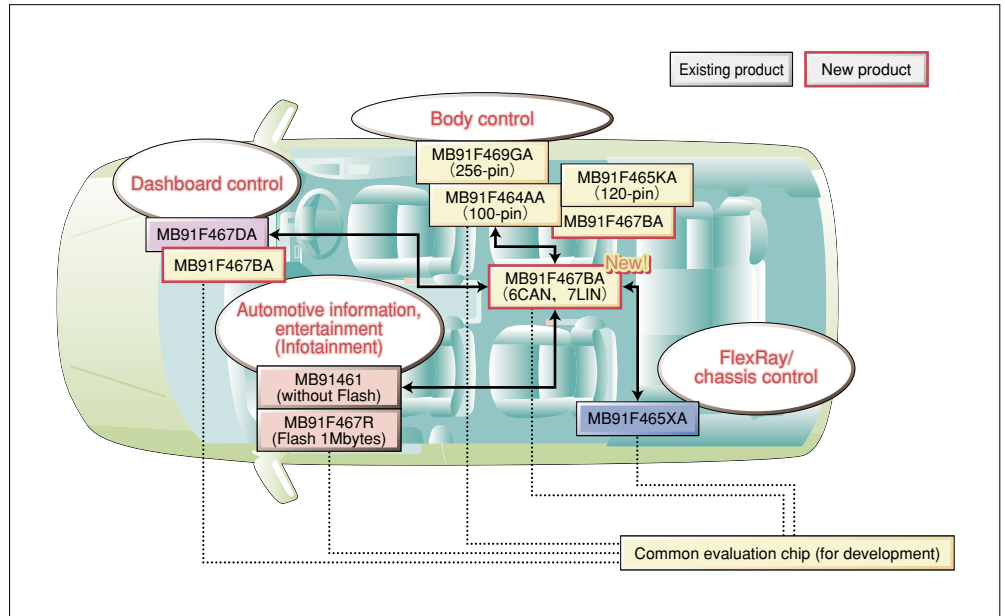 Existing product
New product
Body control
MB91F469GA
(256-pin)
MB91F465KA
(120-pin)
MB91F464AA
(100-pin)
MB91F467BA
Dashboard control
MB91F467DA
MB91F467BA
New!
MB91F467BA
(6CAN, 7LIN)
Automotive information,
entertainment
(Infotainment)
MB91461
(without Flash)
MB91F467R
(Flash 1Mbytes)
FlexRay/
chassis control
MB91F465XA
Common evaluation chip (for development)